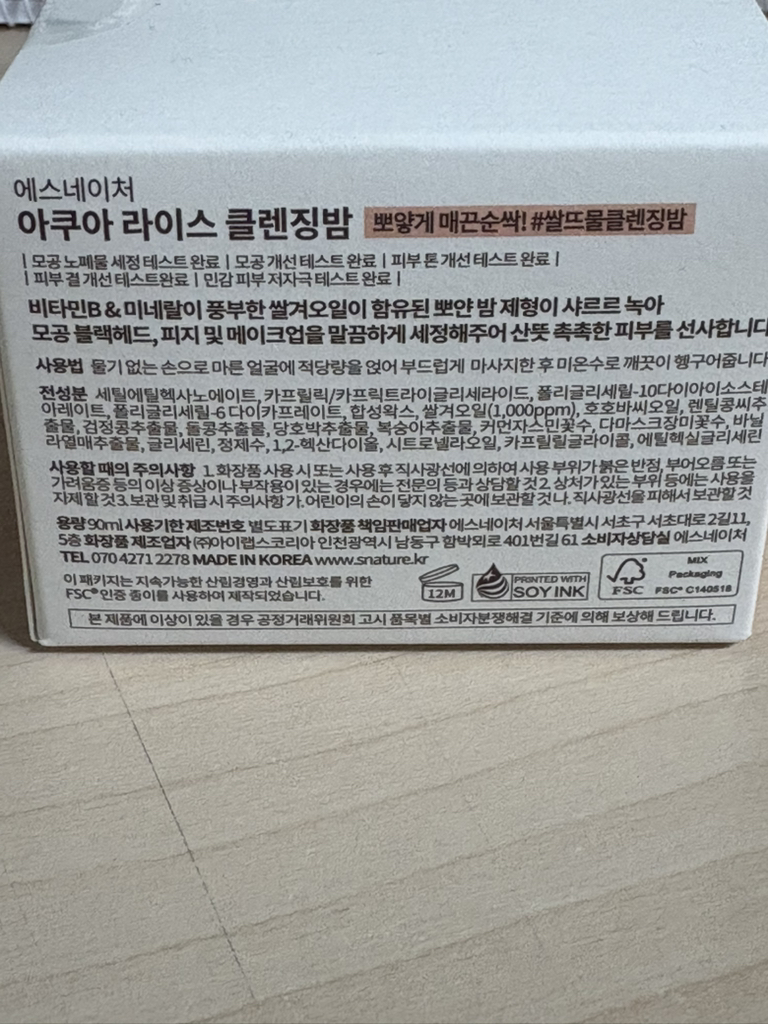 에스네이처
아쿠아 라이스 클렌징밤 뽀얗게 매끈순싹! #쌀뜨물클렌징밤
| 모공 노폐물 세정 테스트 완료 | 모공 개선 테스트 완료 | 피부 톤 개선 테스트 완료 |
| 피부 결 개선 테스트완료 | 민감 피부 저자극 테스트 완료 |
비타민B & 미네랄이 풍부한 쌀겨오일이 함유된 뽀얀 밤 제형이 샤르르 녹아
모공 블랙헤드, 피지 및 메이크업을 말끔하게 세정해주어 산뜻 촉촉한 피부를 선사합니다
사용법 물기 없는 손으로 마른 얼굴에 적당량을 얹어 부드럽게 마사지한 후 미온수로 깨끗이 헹구어줍니다
전성분 세틸에틸헥사노에이트, 카프릴릭/카프릭트라이글리세라이드, 폴리글리세릴-10다이아이소스테
아레이트, 폴리글리세릴-6 다이카프레이트, 합성왁스, 쌀겨오일(1,000ppm), 호호바씨오일, 렌틸콩씨추
출물, 검정콩추출물, 돌콩추출물, 당호박추출물, 복숭아추출물, 커먼자스민꽃수, 다마스크장미꽃수, 바닐
라열매추출물, 글리세린, 정제수, 1,2-헥산다이올, 시트로넬라오일, 카프릴릴글라이콜, 에틸헥실글리세린
사용할 때의 주의사항 1. 화장품 사용 시 또는 사용 후 직사광선에 의하여 사용 부위가 붉은 반점, 부어오름 또는
가려움증 등의 이상 증상이나 부작용이 있는 경우에는 전문의 등과 상담할 것 2. 상처가 있는 부위 등에는 사용을
자제할 것 3. 보관 및 취급 시 주의사항 가. 어린이의 손이 닿지 않는 곳에 보관할 것 나. 직사광선을 피해서 보관할 것
용량 90ml 사용기한 제조번호 별도표기 화장품 책임판매업자 에스네이처 서울특별시 서초구 서초대로 2길 11,
5층 화장품 제조업자 (주)아이랩스코리아 인천광역시 남동구 함박뫼로 401번길 61 소비자상담실 에스네이처
TEL 070 4271 2278 MADE IN KOREA www.snature.kr
이 패키지는 지속가능한 산림경영과 산림보호를 위한
FSC® 인증 종이를 사용하여 제작되었습니다.
12M
PRINTED WITH
SOY INK
FSC
MIX
Packaging
FSC® C140518
본 제품에 이상이 있을 경우 공정거래위원회 고시 품목별 소비자분쟁해결 기준에 의해 보상해 드립니다.